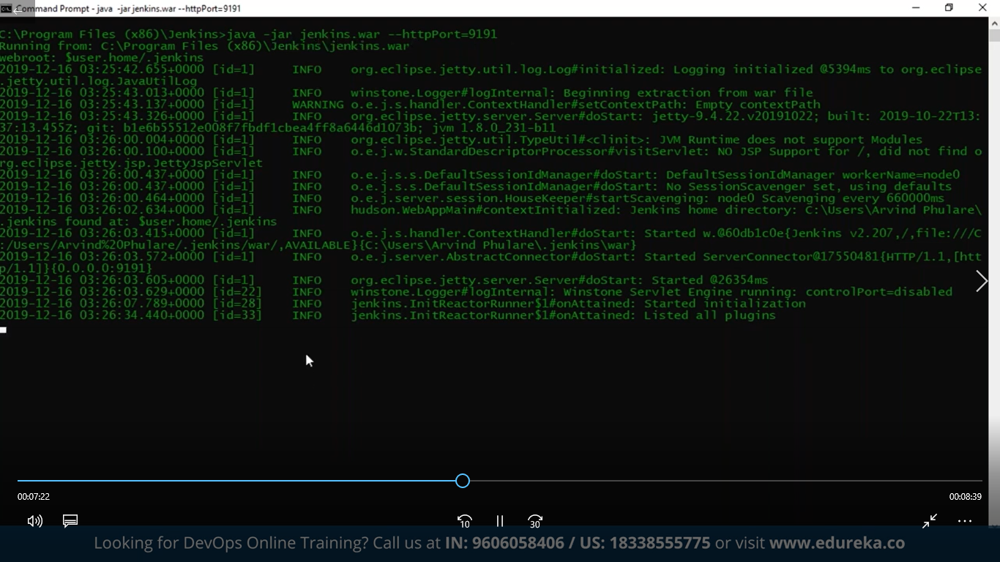 Command Prompt - java -jar jenkins.war --httpPort=9191
C:\Program Files (x86)\Jenkins>java -jar jenkins.war --httpPort=9191
Running from: C:\Program Files (x86)\Jenkins\jenkins.war
webroot: $user.home/.jenkins
2019-12-16 03:25:42.655+0000 [id=1] INFO org.eclipse.jetty.util.log.Log#initialized: Logging initialized @5394ms to org.eclipse
.jetty.util.log.JavaUtilLog
2019-12-16 03:25:43.013+0000 [id=1] INFO winstone.Logger#logInternal: Beginning extraction from war file
2019-12-16 03:25:43.137+0000 [id=1] WARNING o.e.j.s.handler.ContextHandler#setContextPath: Empty contextPath
2019-12-16 03:25:43.326+0000 [id=1] INFO org.eclipse.jetty.server.Server#doStart: jetty-9.4.22.v20191022; built: 2019-10-22T13:
37:13.455Z; git: b1e6b55512e008f7fbdf1cbea4ff8a6446d1073b; jvm 1.8.0_231-b11
2019-12-16 03:26:00.004+0000 [id=1] INFO org.eclipse.jetty.util.TypeUtil#<clinit>: JVM Runtime does not support Modules
2019-12-16 03:26:00.100+0000 [id=1] INFO o.e.j.w.StandardDescriptorProcessor#visitServlet: NO JSP Support for /, did not find o
rg.eclipse.jetty.jsp.JettyJspServlet
2019-12-16 03:26:00.437+0000 [id=1] INFO o.e.j.s.s.DefaultSessionIdManager#doStart: DefaultSessionIdManager workerName=node0
2019-12-16 03:26:00.437+0000 [id=1] INFO o.e.j.s.s.DefaultSessionIdManager#doStart: No SessionScavenger set, using defaults
2019-12-16 03:26:00.464+0000 [id=1] INFO o.e.j.server.session.HouseKeeper#startScavenging: node0 Scavenging every 660000ms
2019-12-16 03:26:02.634+0000 [id=1] INFO hudson.WebAppMain#contextInitialized: Jenkins home directory: C:\Users\Arvind Phulare\
.jenkins found at: $user.home/.jenkins
2019-12-16 03:26:03.415+0000 [id=1] INFO o.e.j.s.handler.ContextHandler#doStart: Started w.@60db1c0e{Jenkins v2.207,/,file:///C
:/Users/Arvind%20Phulare/.jenkins/war/,AVAILABLE}{C:\Users\Arvind Phulare\.jenkins\war}
2019-12-16 03:26:03.572+0000 [id=1] INFO o.e.j.server.AbstractConnector#doStart: Started ServerConnector@17550481{HTTP/1.1,[htt
p/1.1]}{0.0.0.0:9191}
2019-12-16 03:26:03.605+0000 [id=1] INFO org.eclipse.jetty.server.Server#doStart: Started @26354ms
2019-12-16 03:26:03.629+0000 [id=22] INFO winstone.Logger#logInternal: Winstone Servlet Engine running: controlPort=disabled
2019-12-16 03:26:07.789+0000 [id=28] INFO jenkins.InitReactorRunner$1#onAttained: Started initialization
2019-12-16 03:26:34.440+0000 [id=33] INFO jenkins.InitReactorRunner$1#onAttained: Listed all plugins
00:07:22
00:08:39
10
30
Looking for DevOps Online Training? Call us at IN: 9606058406 / US: 18338555775 or visit www.edureka.co